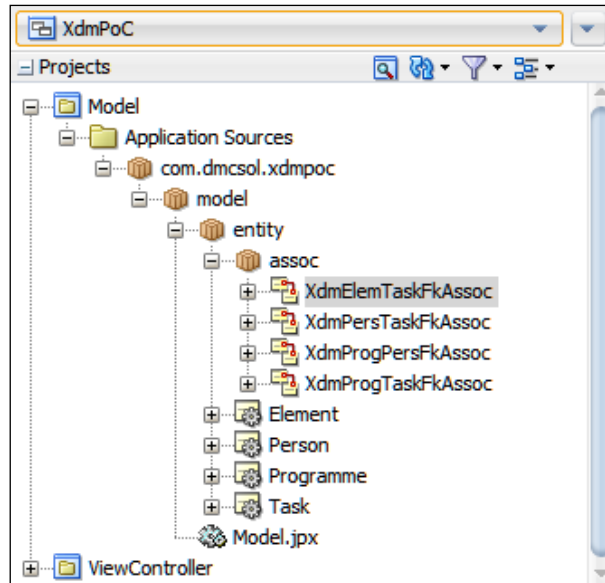 XdmPoC
Projects
Model
Application Sources
com.dmcsol.xdmpoc
model
entity
assoc
XdmElemTaskFkAssoc
XdmPersTaskFkAssoc
XdmProgPersFkAssoc
XdmProgTaskFkAssoc
Element
Person
Programme
Task
Model.jpx
ViewController